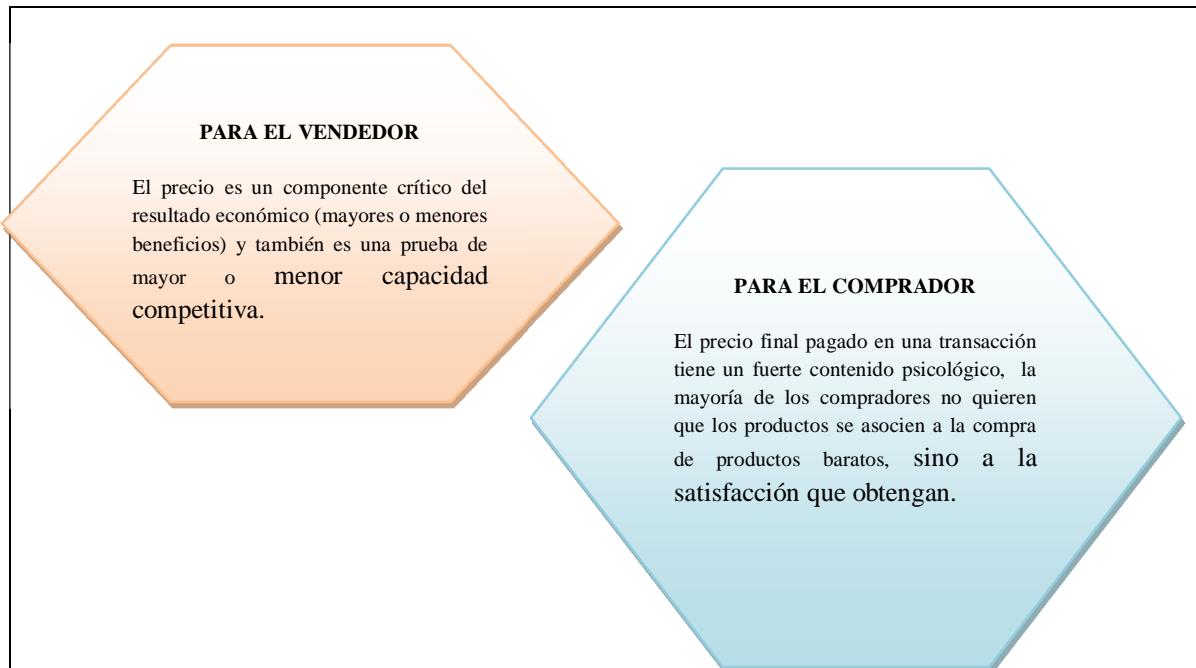 PARA EL VENDEDOR
El precio es un componente crítico del
resultado económico (mayores o menores
beneficios) y también es una prueba de
mayor o menor capacidad
competitiva.
PARA EL COMPRADOR
El precio final pagado en una transacción
tiene un fuerte contenido psicológico, la
mayoría de los compradores no quieren
que los productos se asocien a la compra
de productos baratos, sino a la
satisfacción que obtengan.